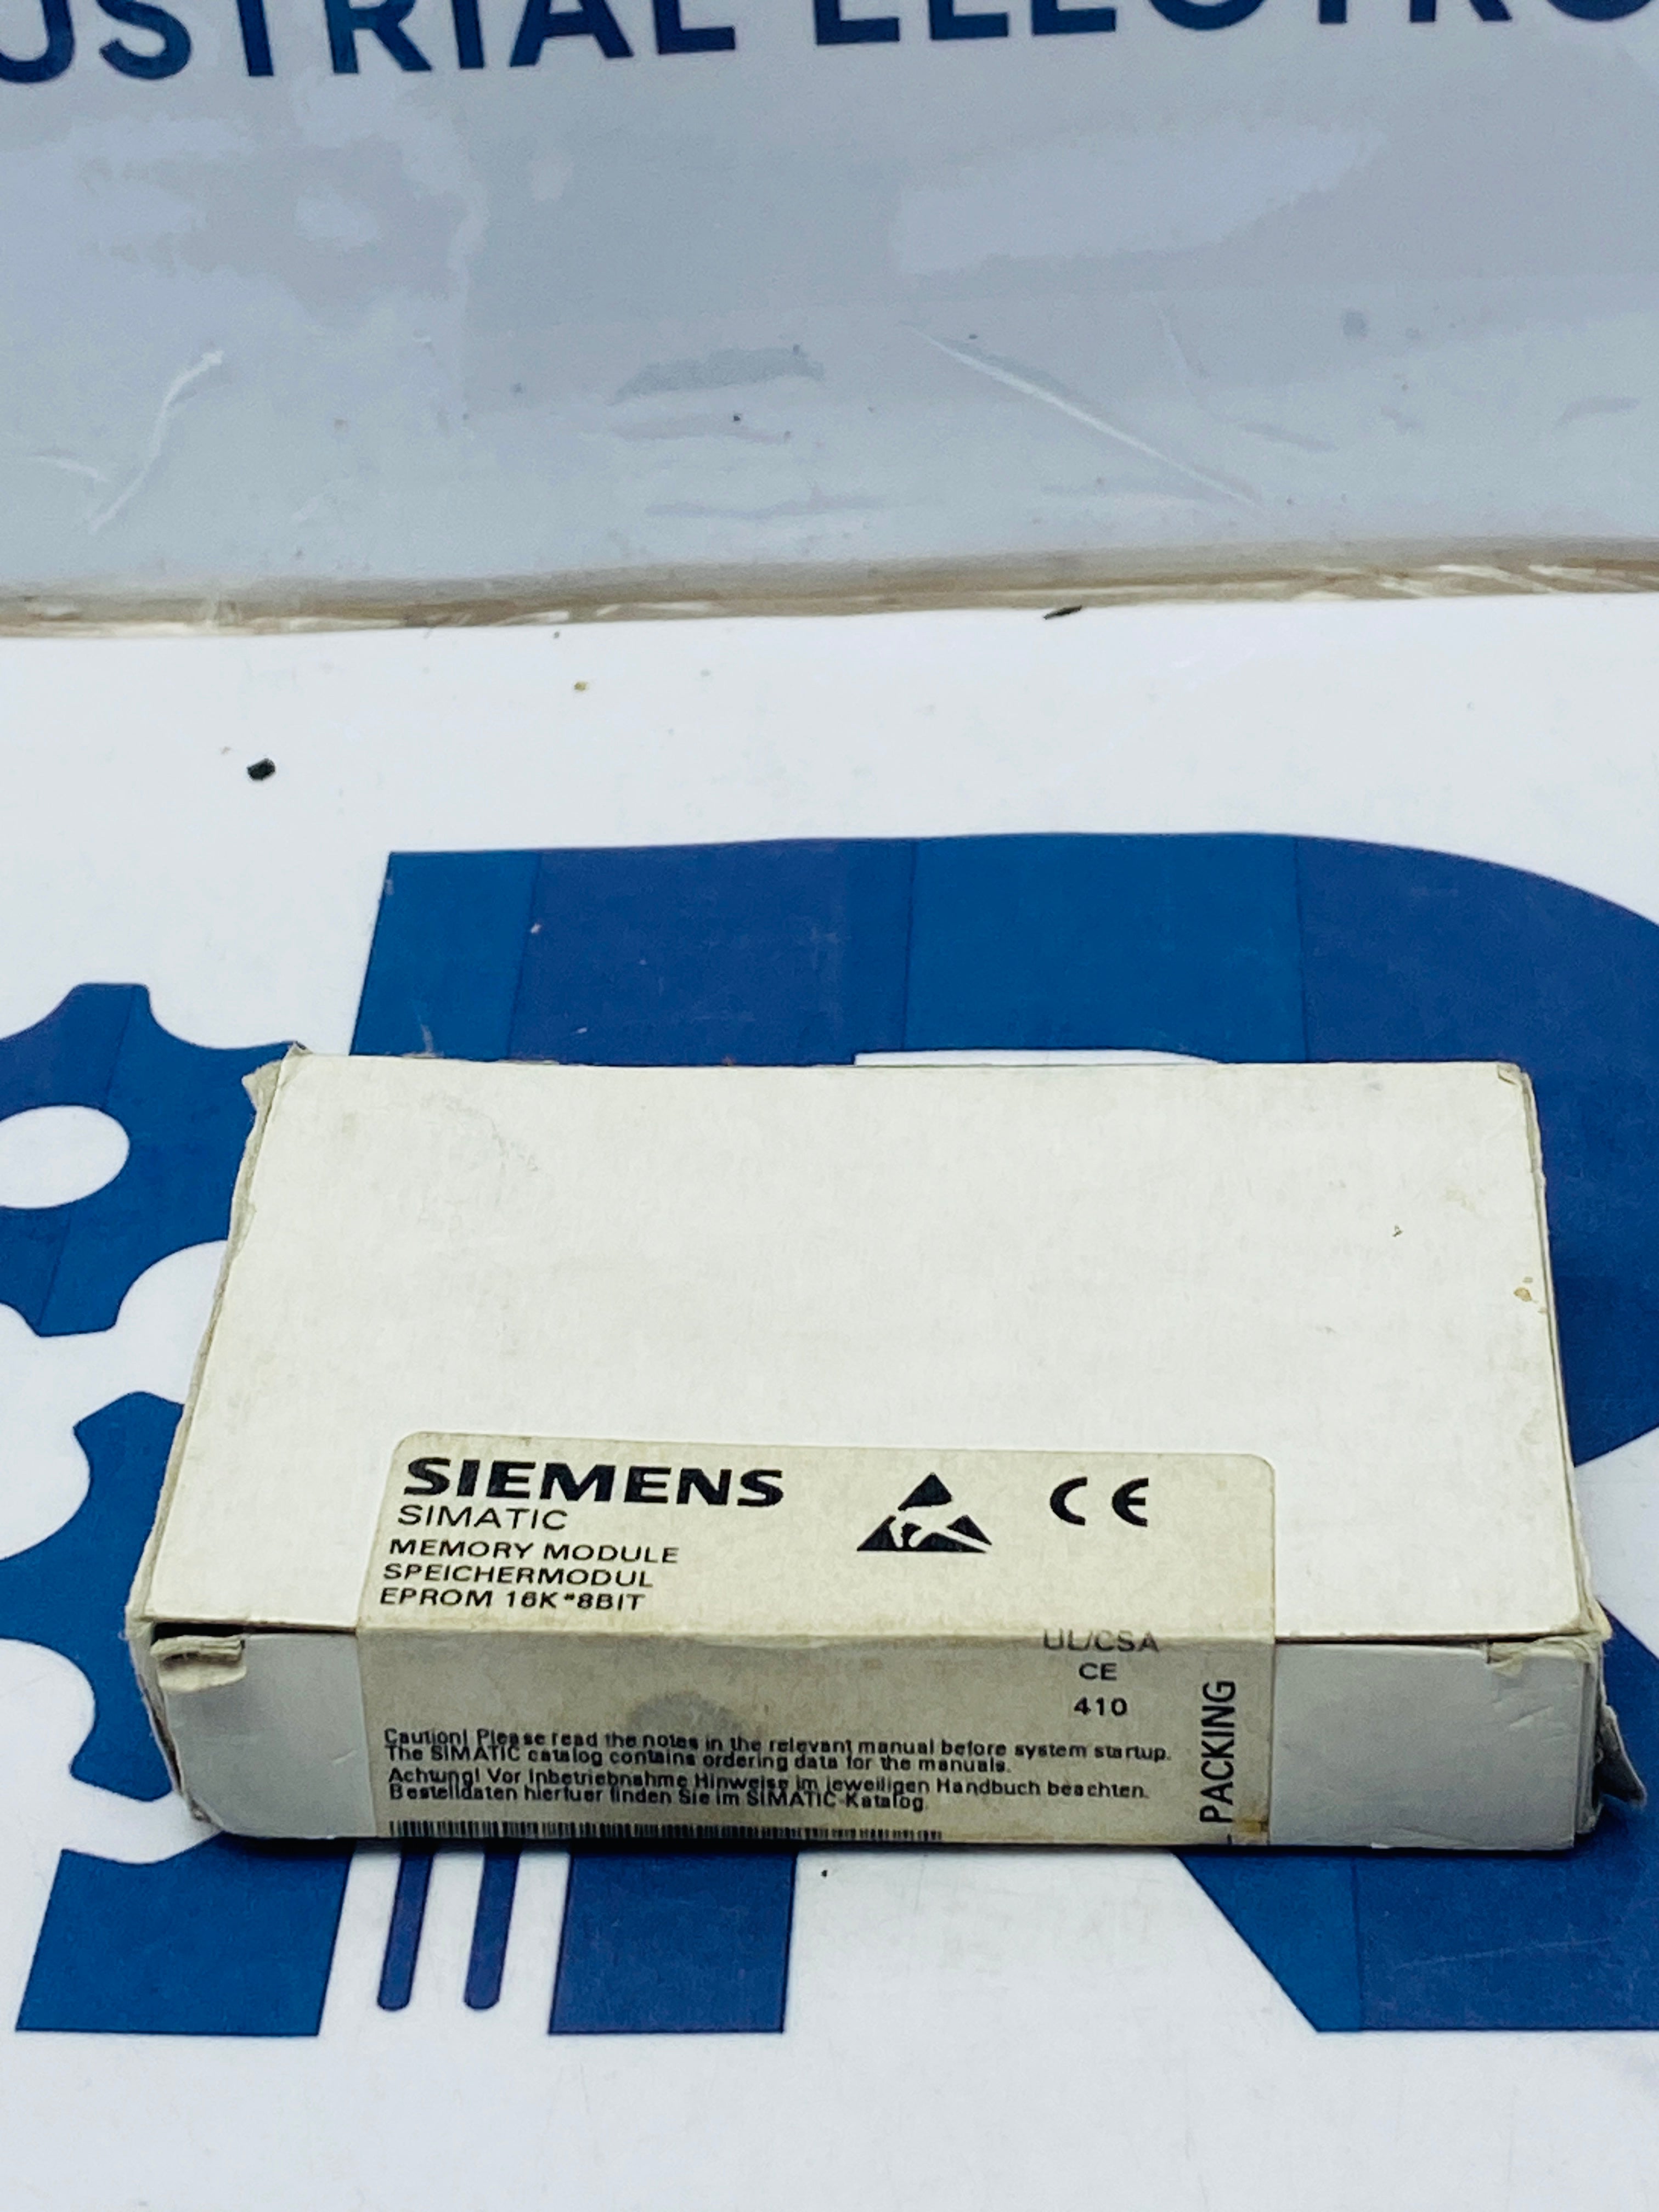 USTRIAL ELECTRO
SIEMENS
SIMATIC
MEMORY MODULE
SPEICHERMODUL
EPROM 16K*8BIT
CE
UL/CSA
CE
410
PACKING
Caution! Please read the notes in the relevant manual before system startup.
The SIMATIC catalog contains ordering data for the manuals.
Achtung! Vor Inbetriebnahme Hinweise im jeweiligen Handbuch beachten.
Bestelldaten hierfuer finden Sie im SIMATIC-Katalog.